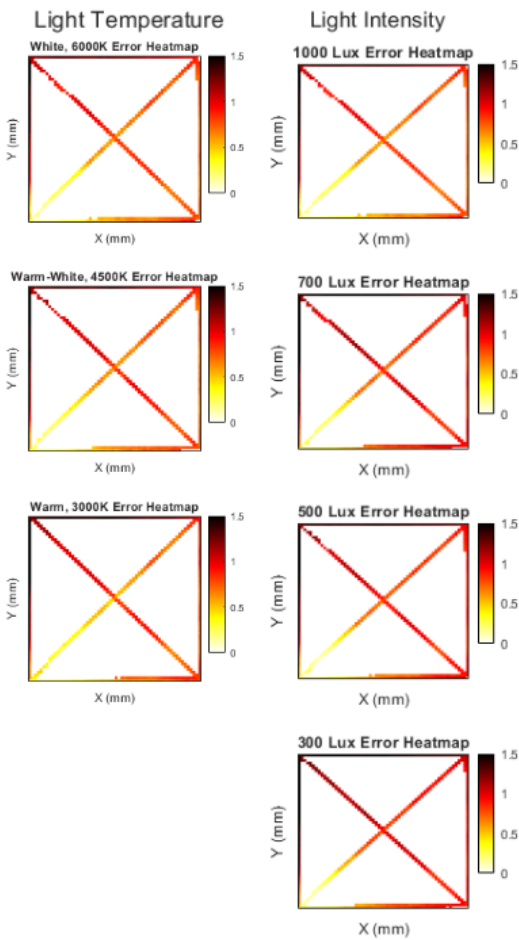 Light Temperature
White, 6000K Error Heatmap
1.5
1
0.5
0
Y (mm)
X (mm)
Warm-White, 4500K Error Heatmap
1.5
1
0.5
0
Y (mm)
X (mm)
Warm, 3000K Error Heatmap
1.5
1
0.5
0
Y (mm)
X (mm)
Light Intensity
1000 Lux Error Heatmap
1.5
1
0.5
0
Y (mm)
X (mm)
700 Lux Error Heatmap
1.5
1
0.5
0
Y (mm)
X (mm)
500 Lux Error Heatmap
1.5
1
0.5
0
Y (mm)
X (mm)
300 Lux Error Heatmap
1.5
1
0.5
0
Y (mm)
X (mm)